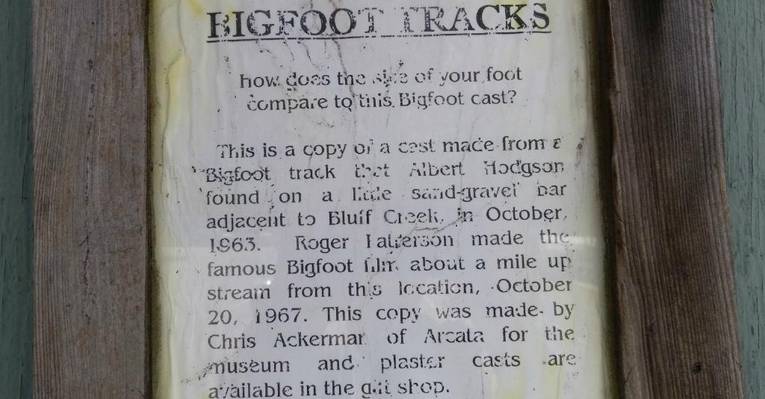 BIGFOOT TRACKS
How does the size of your foot
compare to this Bigfoot cast?
This is a copy of a cast made from a
Bigfoot track that Albert Hodgson
found on a little sand-gravel bar
adjacent to Bluff Creek, in October,
1963. Roger Patterson made the
famous Bigfoot film about a mile up
stream from this location, October
20, 1967. This copy was made by
Chris Ackerman of Arcata for the
museum and plaster casts are
available in the gift shop.